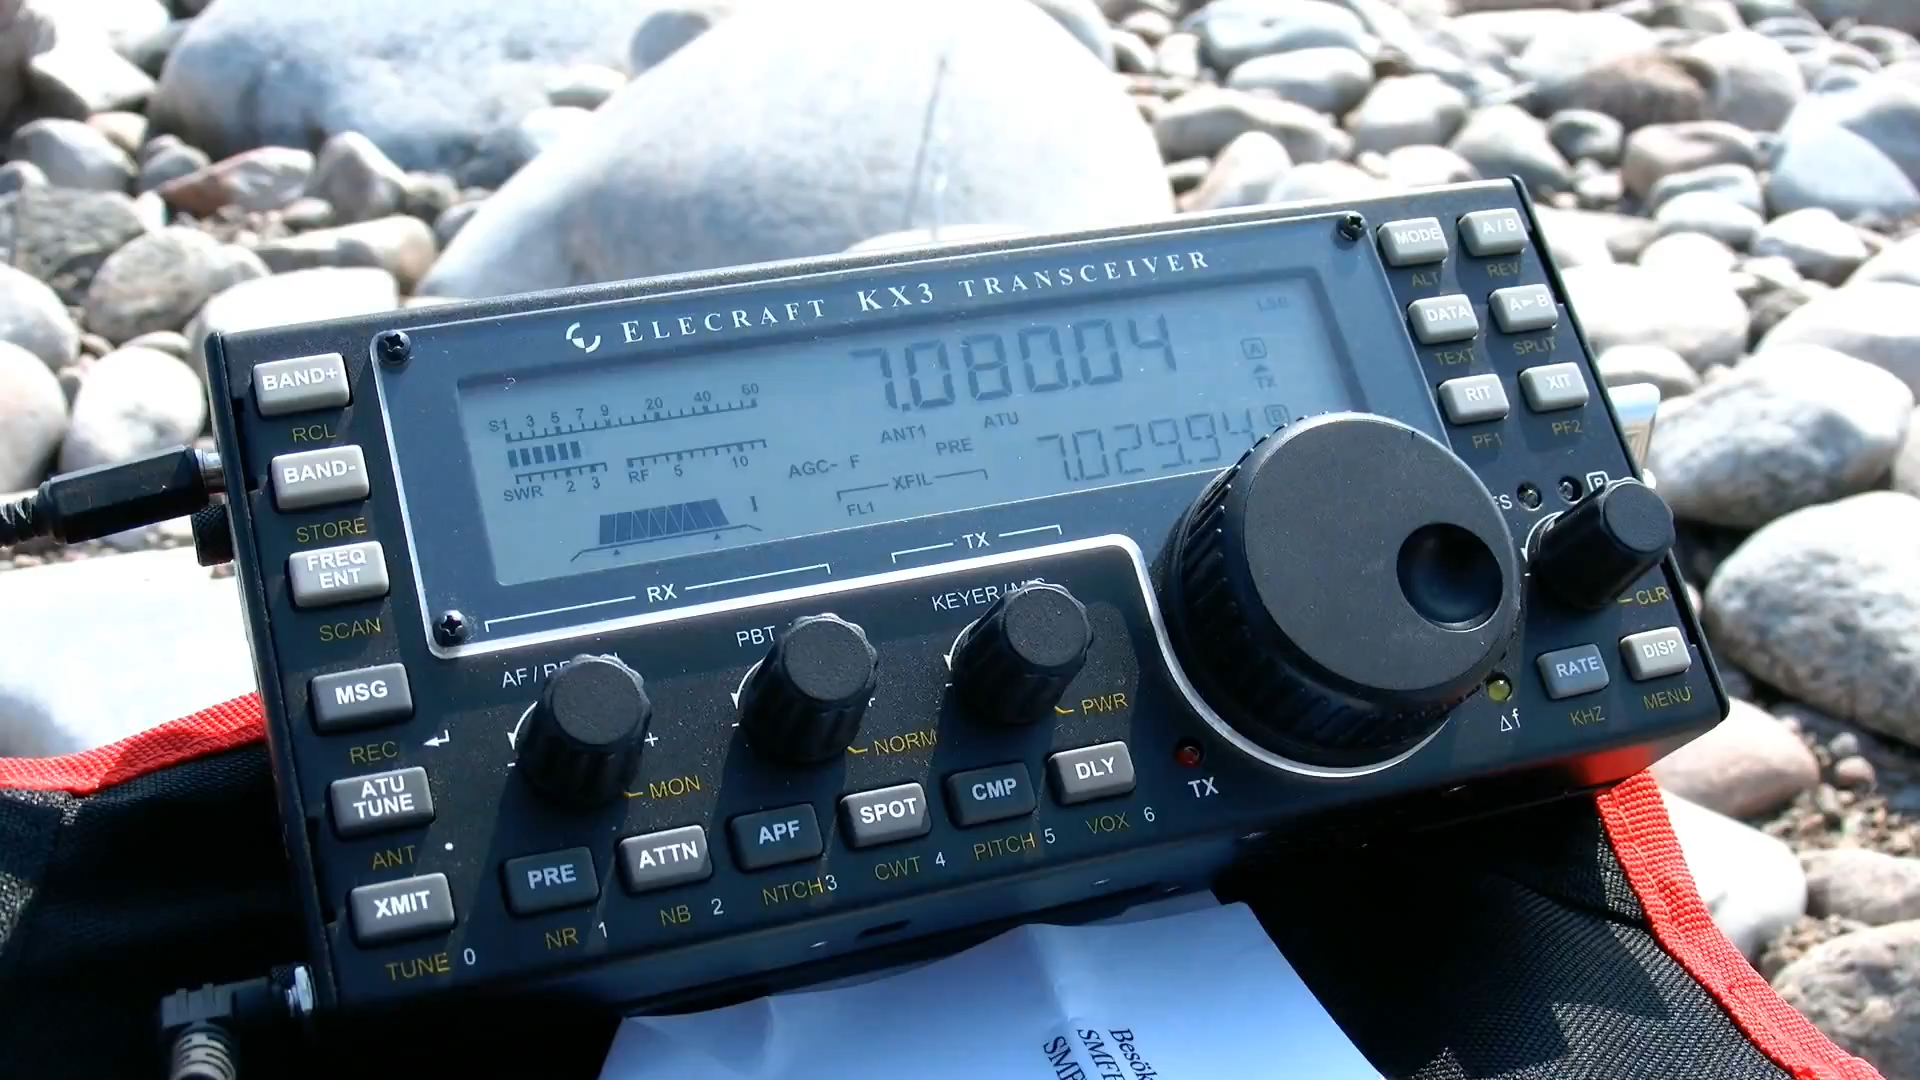 ELECRAFT KX3 TRANSCEIVER
BAND+
RCL
BAND-
STORE
FREQ
ENT
SCAN
MSG
REC
ATU
TUNE
ANT
XMIT
TUNE 0
S1 3 5 7 9 20 40 60
SWR 2 3 RF 5 10
AGC- F
ANT1
PRE
ATU
XFIL
FL1
7.080.04
7.029.94
LSB
A
TX
B
RX
TX
AF /
PBT
KEYER /
MON
NORM
PWR
PRE
NR 1
ATTN
NB 2
APF
NTCH 3
SPOT
CWT 4
CMP
PITCH 5
DLY
VOX 6
TX
MODE
ALT
A / B
REV
DATA
TEXT
A►B
SPLIT
RIT
PF1
XIT
PF2
B
CLR
Δf
RATE
KHZ
DISP
MENU